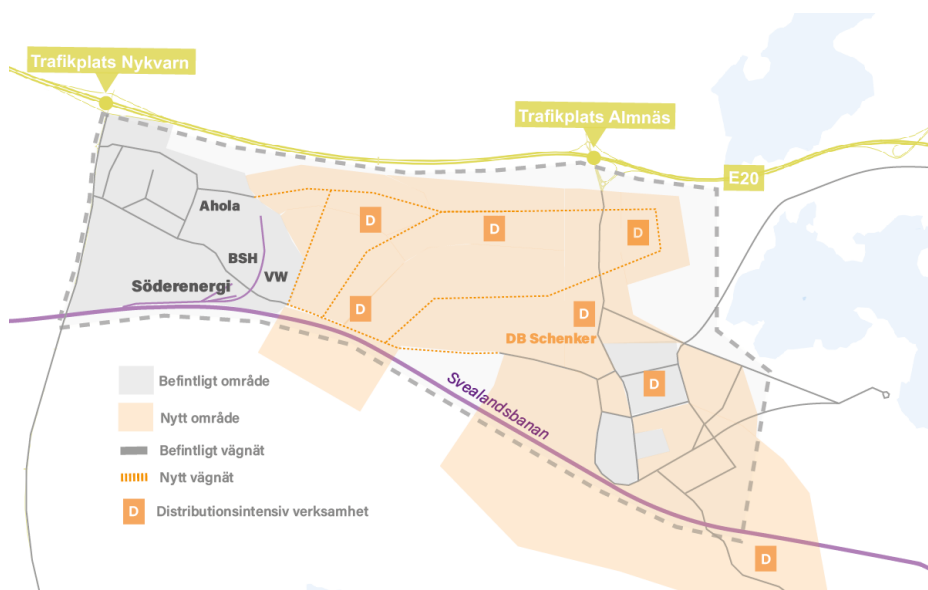 Trafikplats Nykvarn
Trafikplats Almnäs
E20
Ahola
D
D
D
BSH
VW
Söderenergi
D
D
DB Schenker
D
Svealandsbanan
Befintligt område
Nytt område
Befintligt vägnät
Nytt vägnät
D Distributionsintensiv verksamhet
D